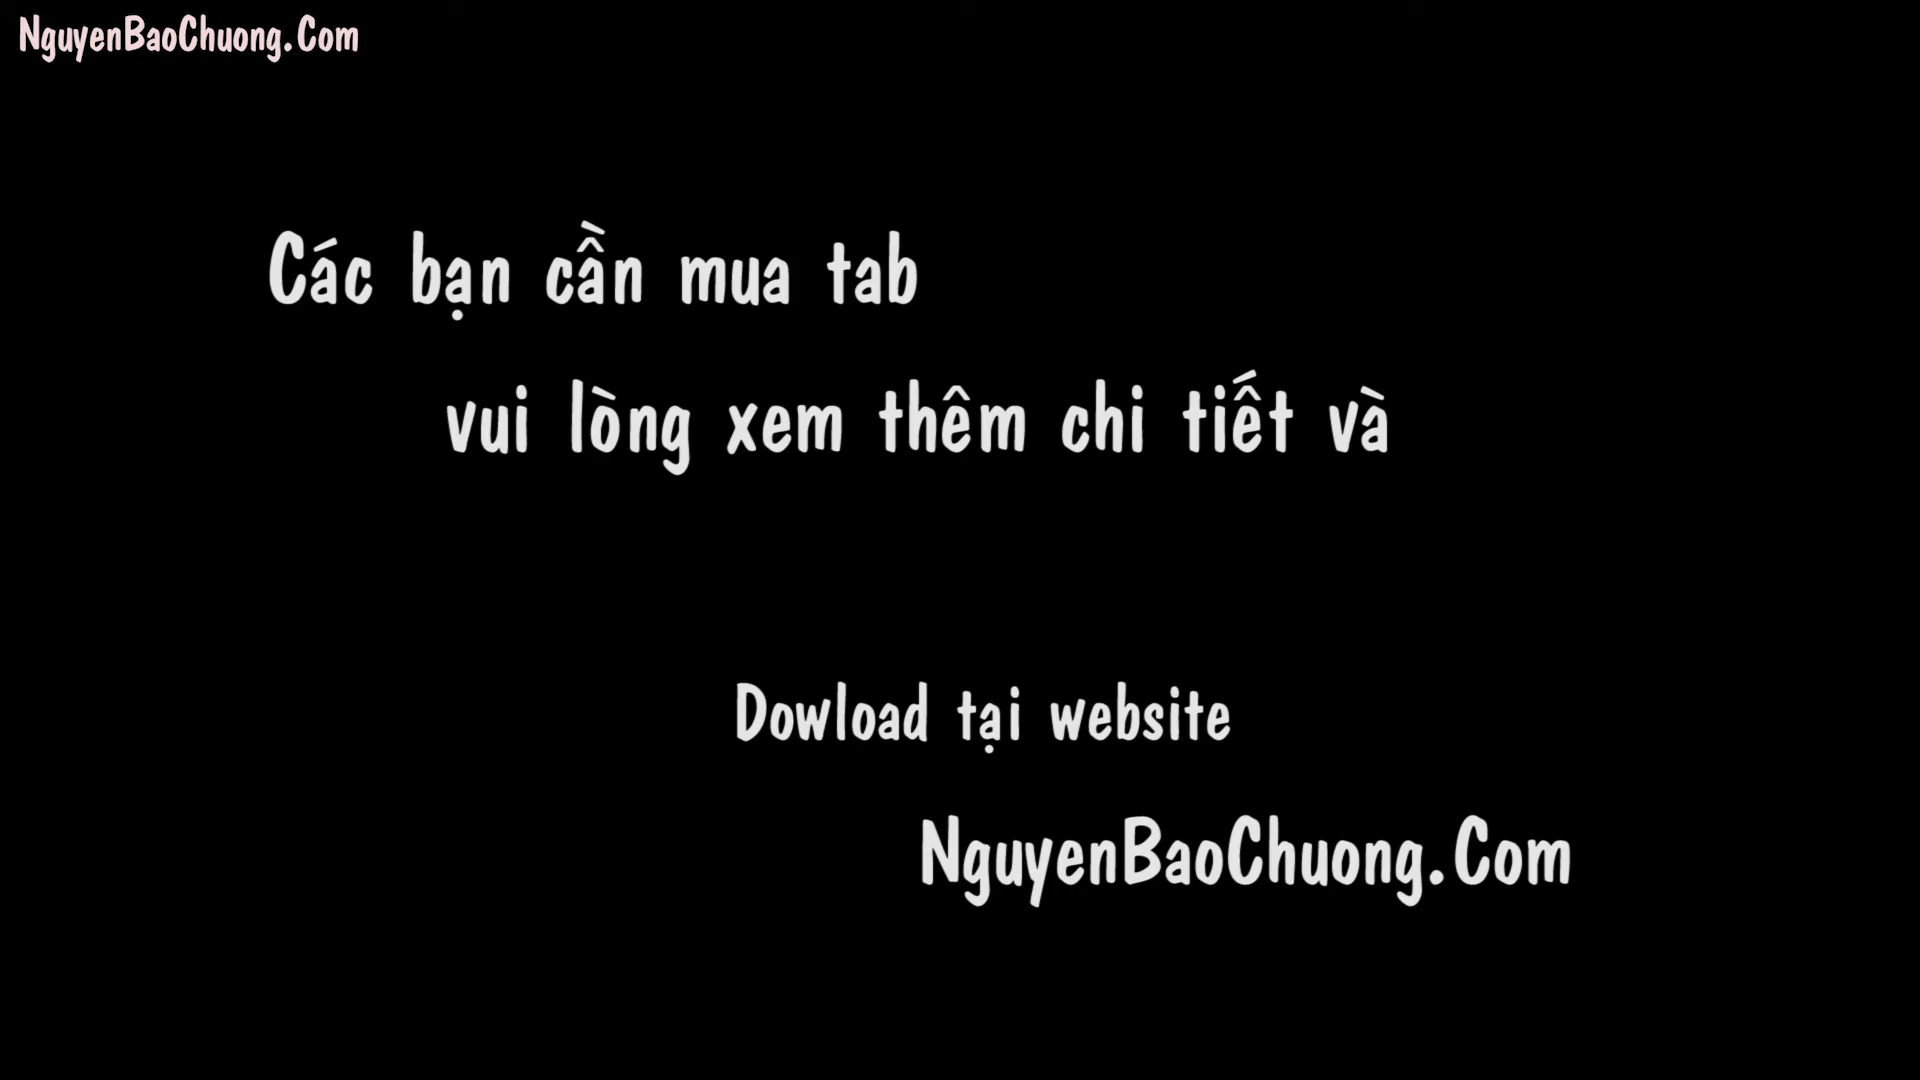 NguyenBaoChuong.Com
Các bạn cần mua tab
vui lòng xem thêm chi tiết và
Dowload tại website
NguyenBaoChuong.Com